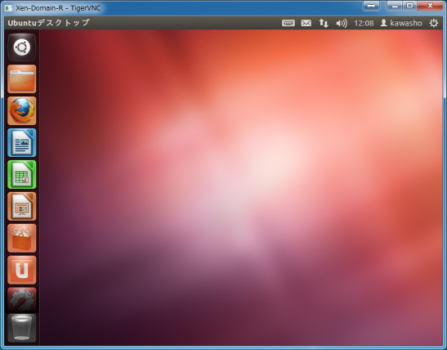 Xen-Domain-R - TigerVNC
Ubuntuデスクトップ
12:08
kawasho